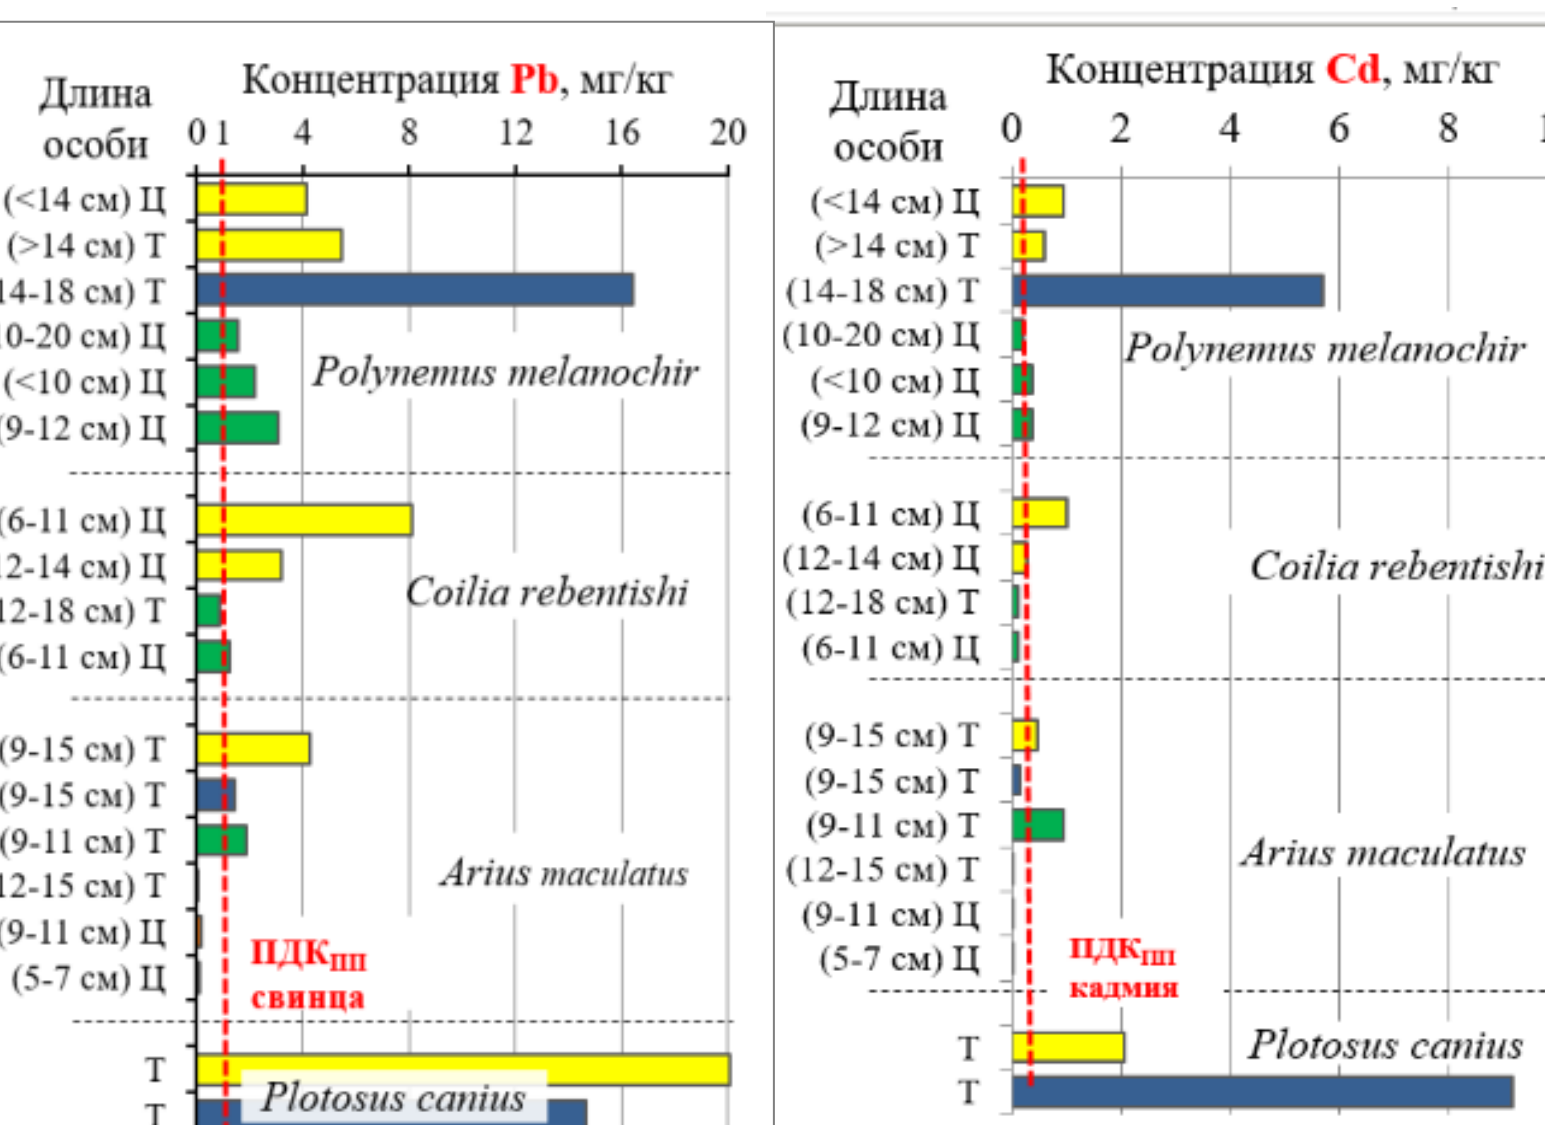 Концентрация Pb, мг/кг
Длина
особи
0 1 4 8 12 16 20
(<14 см) Ц
(>14 см) Т
14-18 см) Т
0-20 см) Ц
(<10 см) Ц
(9-12 см) Ц
Polynemus melanochir
(6-11 см) Ц
12-14 см) Ц
12-18 см) Т
(6-11 см) Ц
Coilia rebentishi
(9-15 см) Т
(9-15 см) Т
(9-11 см) Т
12-15 см) Т
(9-11 см) Ц
(5-7 см) Ц
Arius maculatus
ПДКПП
свинца
Т
Т
Plotosus canius
Концентрация Cd, мг/кг
Длина
особи
0 2 4 6 8
(<14 см) Ц
(>14 см) Т
(14-18 см) Т
(10-20 см) Ц
(<10 см) Ц
(9-12 см) Ц
Polynemus melanochir
(6-11 см) Ц
(12-14 см) Ц
(12-18 см) Т
(6-11 см) Ц
Coilia rebentishi
(9-15 см) Т
(9-15 см) Т
(9-11 см) Т
(12-15 см) Т
(9-11 см) Ц
(5-7 см) Ц
Arius maculatus
ПДКПП
кадмия
Т
Т
Plotosus canius